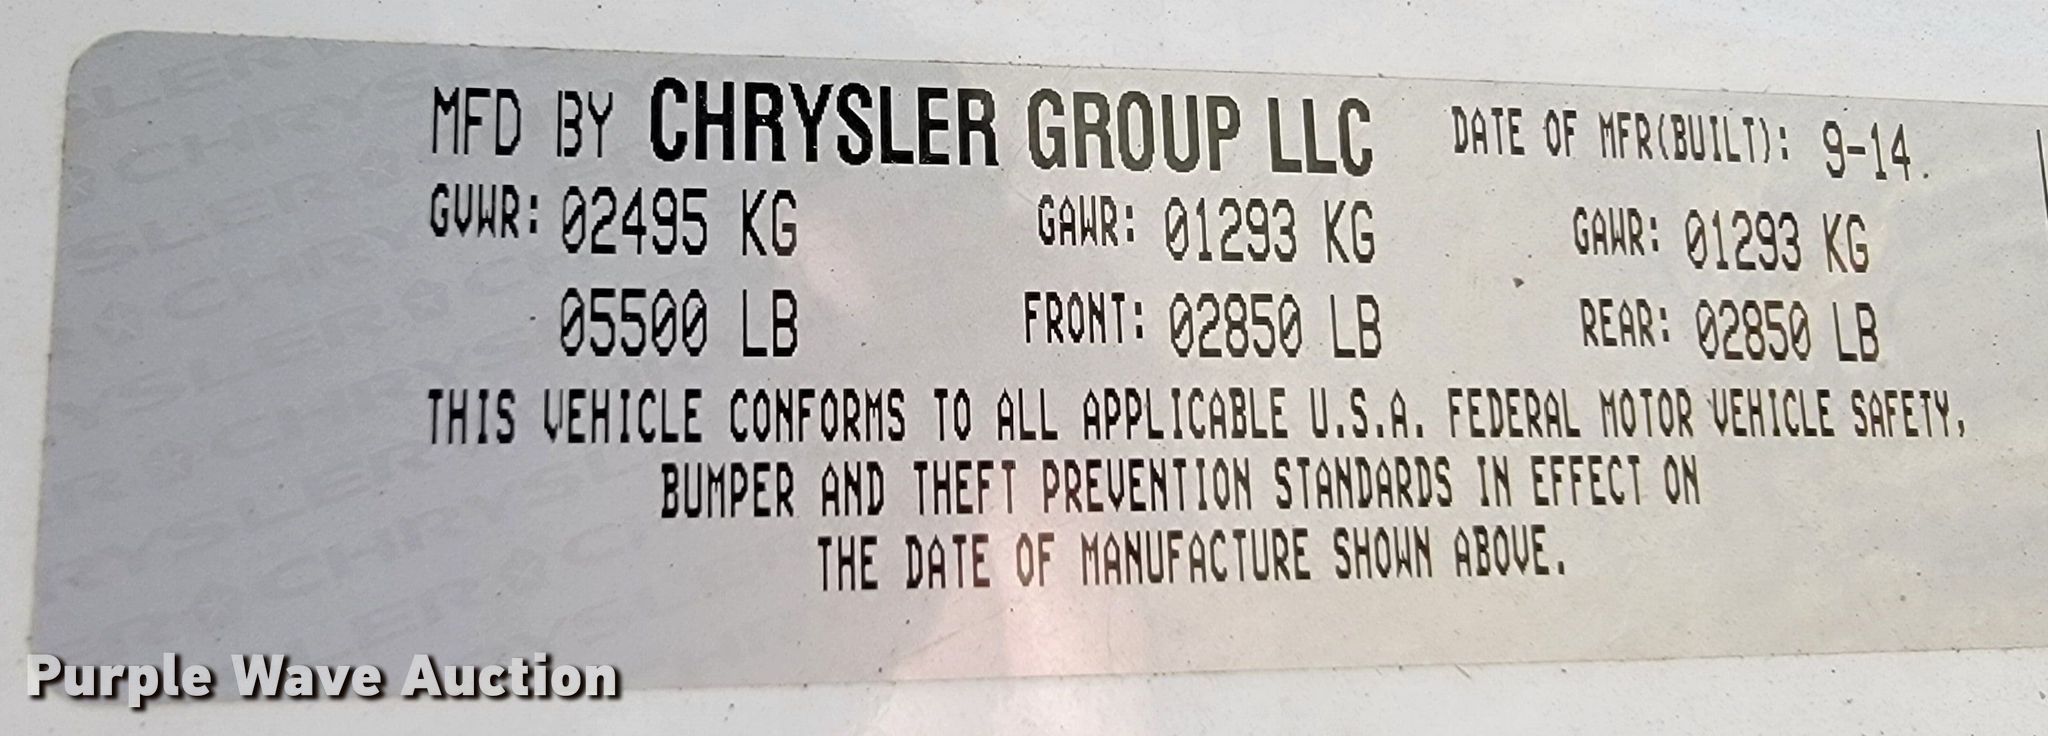 MFD BY CHRYSLER GROUP LLC DATE OF MFR(BUILT): 9-14.
GVWR: 02495 KG GAWR: 01293 KG GAWR: 01293 KG
05500 LB FRONT: 02850 LB REAR: 02850 LB
THIS VEHICLE CONFORMS TO ALL APPLICABLE U.S.A. FEDERAL MOTOR VEHICLE SAFETY,
BUMPER AND THEFT PREVENTION STANDARDS IN EFFECT ON
THE DATE OF MANUFACTURE SHOWN ABOVE.
Purple Wave Auction